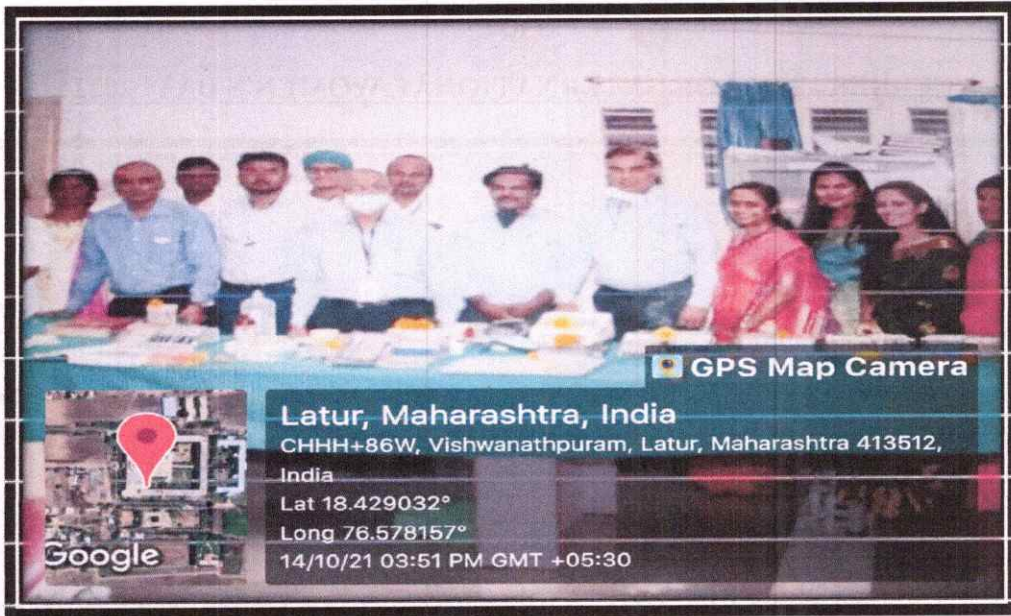 GPS Map Camera
Latur, Maharashtra, India
CHHH+86W, Vishwanathpuram, Latur, Maharashtra 413512,
India
Lat 18.429032°
Long 76.578157°
14/10/21 03:51 PM GMT +05:30
Google